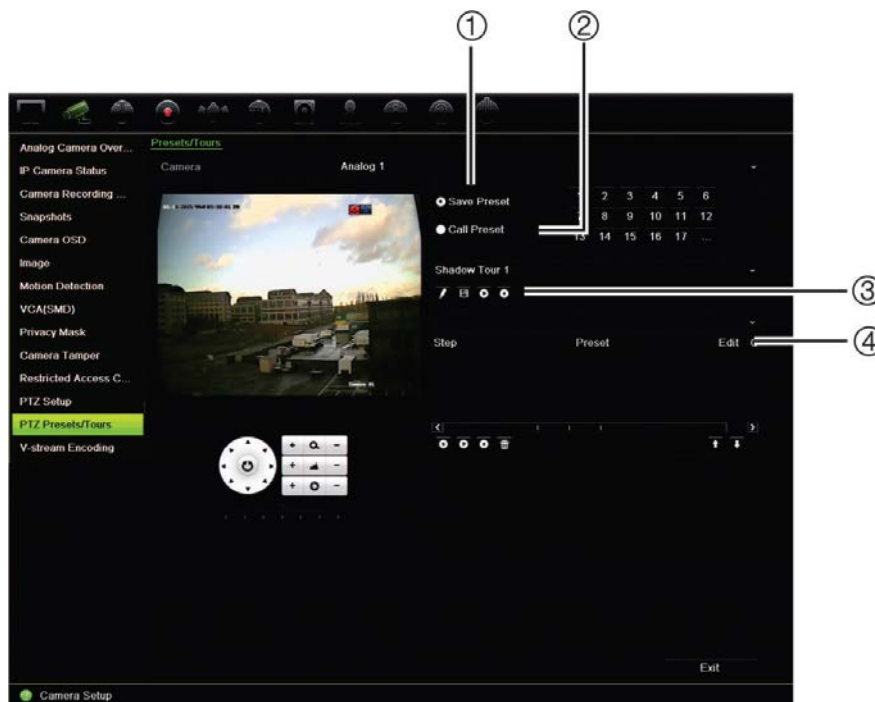 ①
②
Analog Camera Over...
Presets/Tours
IP Camera Status
Camera
Analog 1
Camera Recording ...
Save Preset
1 2 3 4 5 6
Snapshots
8 9 10 11 12
Camera OSD
Call Preset
13 14 15 16 17 ...
Image
Motion Detection
Shadow Tour 1
VCA(SMD)
③
Privacy Mask
Camera Tamper
Step
Preset
Edit
④
Restricted Access C...
PTZ Setup
PTZ Presets/Tours
V-stream Encoding
+ -
+ -
+ -
Exit
Camera Setup